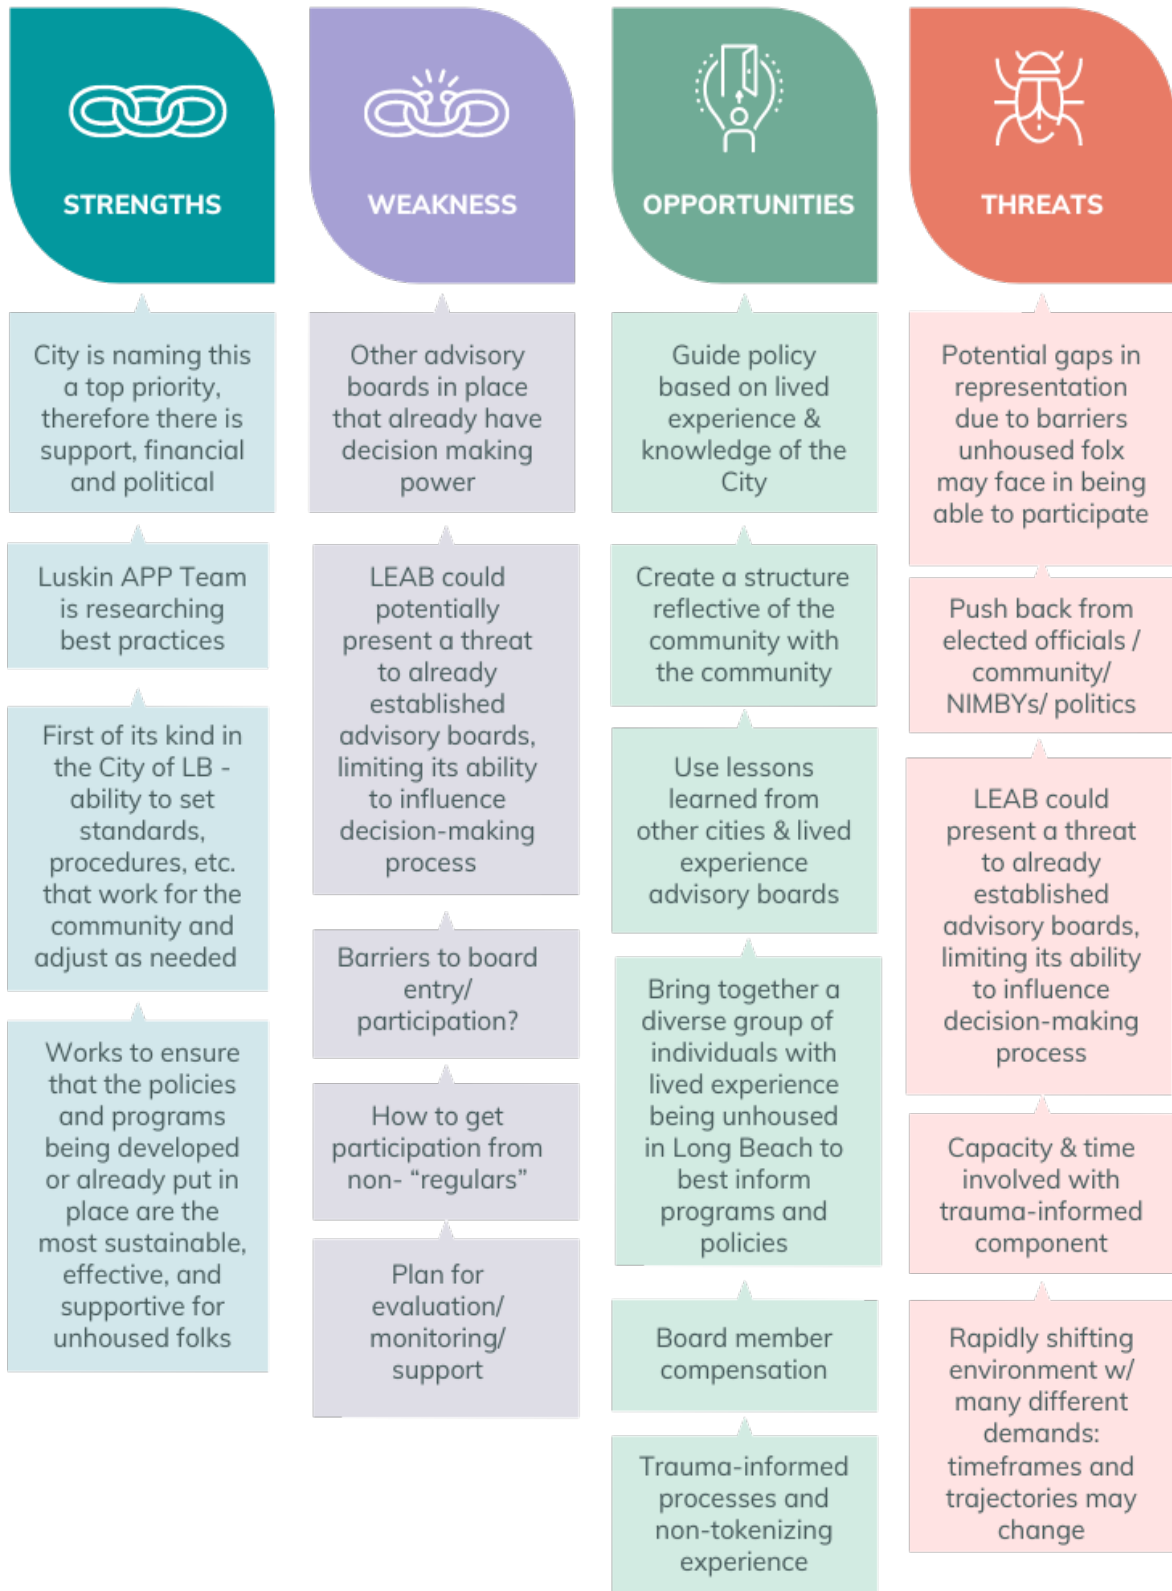 STRENGTHS
City is naming this
a top priority,
therefore there is
support, financial
and political
Luskin APP Team
is researching
best practices
First of its kind in
the City of LB -
ability to set
standards,
procedures, etc.
that work for the
community and
adjust as needed
Works to ensure
that the policies
and programs
being developed
or already put in
place are the
most sustainable,
effective, and
supportive for
unhoused folks
WEAKNESS
Other advisory
boards in place
that already have
decision making
power
LEAB could
potentially
present a threat
to already
established
advisory boards,
limiting its ability
to influence
decision-making
process
Barriers to board
entry/
participation?
How to get
participation from
non- “regulars”
Plan for
evaluation/
monitoring/
support
OPPORTUNITIES
Guide policy
based on lived
experience &
knowledge of the
City
Create a structure
reflective of the
community with
the community
Use lessons
learned from
other cities & lived
experience
advisory boards
Bring together a
diverse group of
individuals with
lived experience
being unhoused
in Long Beach to
best inform
programs and
policies
Board member
compensation
Trauma-informed
processes and
non-tokenizing
experience
THREATS
Potential gaps in
representation
due to barriers
unhoused folx
may face in being
able to participate
Push back from
elected officials /
community/
NIMBYs/ politics
LEAB could
present a threat
to already
established
advisory boards,
limiting its ability
to influence
decision-making
process
Capacity & time
involved with
trauma-informed
component
Rapidly shifting
environment w/
many different
demands:
timeframes and
trajectories may
change